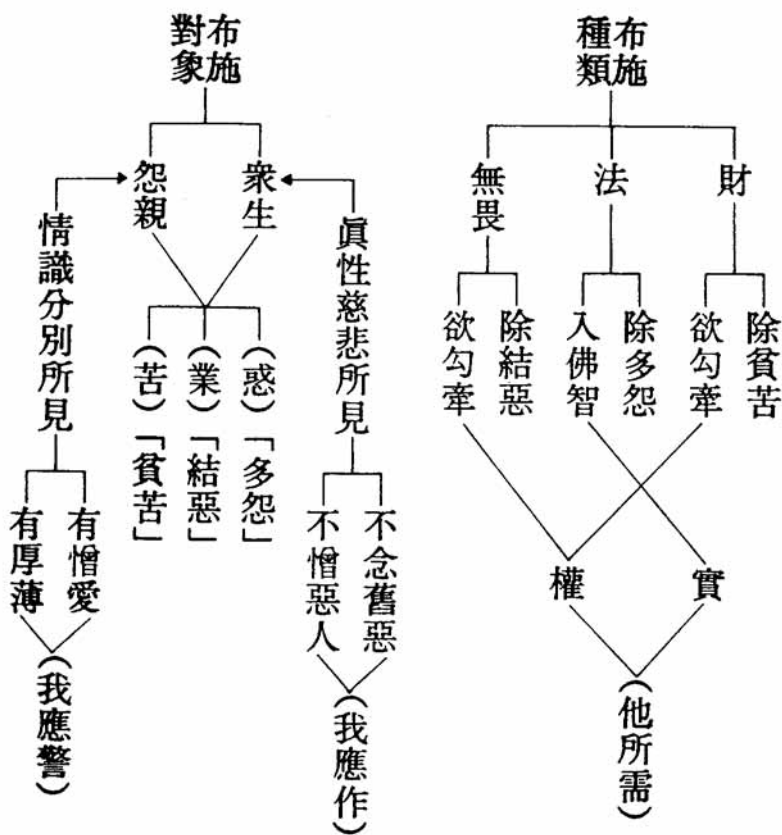 布施種類
財
法
無畏
除貧苦
欲勾牽
除多怨
入佛智
除結惡
欲勾牽
實
權
（他所需）
布施對象
眾生
怨親
真性慈悲所見
情識分別所見
（惑）「多怨」
（業）「結惡」
（苦）「貧苦」
不念舊惡
不憎惡人
（我應作）
有憎愛
有厚薄
（我應警）